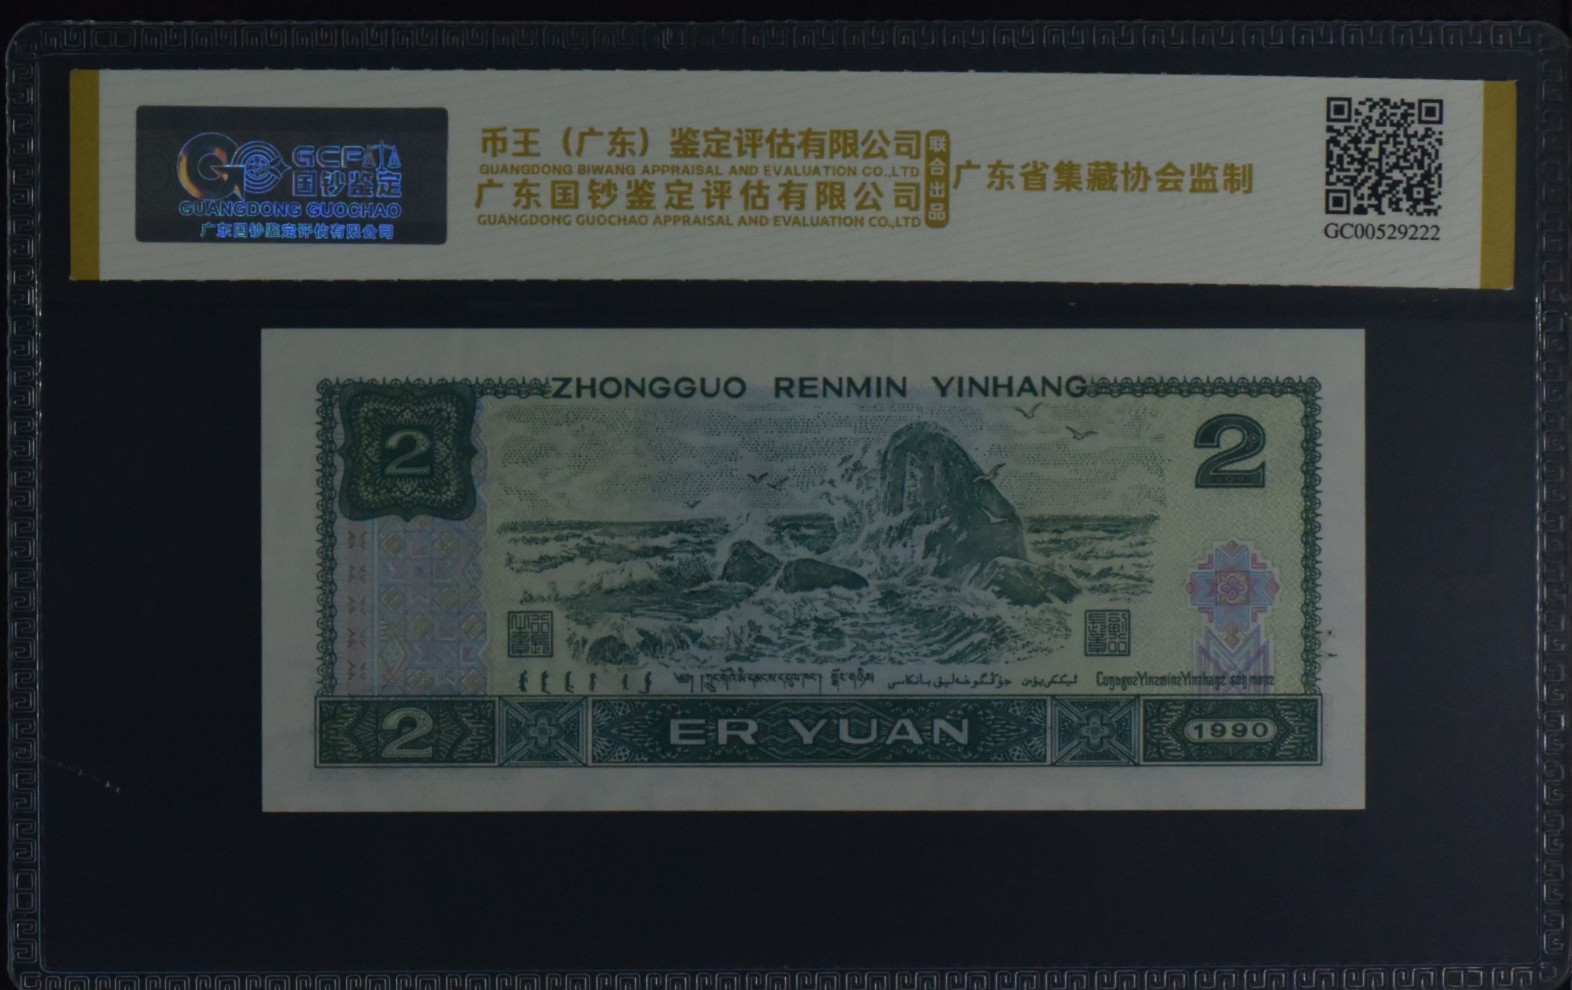 GCF
国钞鉴定
GUANGDONG GUOCHAO
广东国钞鉴定评估有限公司
币王（广东）鉴定评估有限公司
GUANGDONG BIWANG APPRAISAL AND EVALUATION CO.,LTD
广东国钞鉴定评估有限公司
GUANGDONG GUOCHAO APPRAISAL AND EVALUATION CO.,LTD
联合出品
广东省集藏协会监制
GC00529222
ZHONGGUO RENMIN YINHANG
2
2
Cunghgoz Yinzminz Yinzhangz
2
ER YUAN
1990